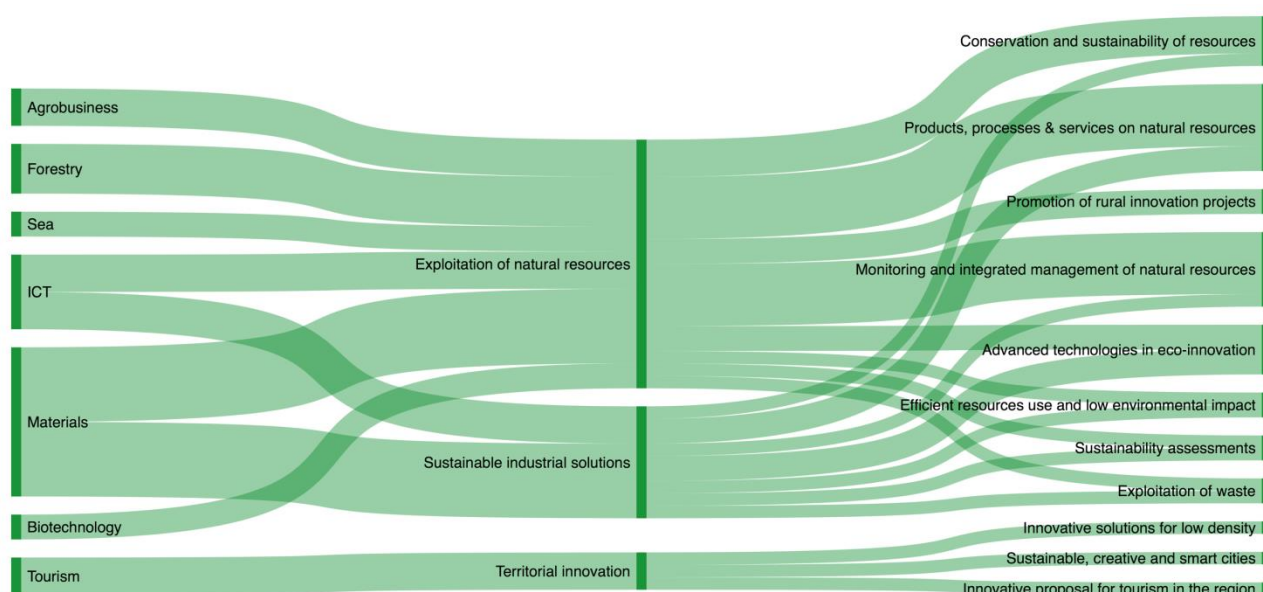 Agrobusiness
Forestry
Sea
ICT
Materials
Biotechnology
Tourism
Exploitation of natural resources
Sustainable industrial solutions
Territorial innovation
Conservation and sustainability of resources
Products, processes & services on natural resources
Promotion of rural innovation projects
Monitoring and integrated management of natural resources
Advanced technologies in eco-innovation
Efficient resources use and low environmental impact
Sustainability assessments
Exploitation of waste
Innovative solutions for low density
Sustainable, creative and smart cities
Innovative proposal for tourism in the region